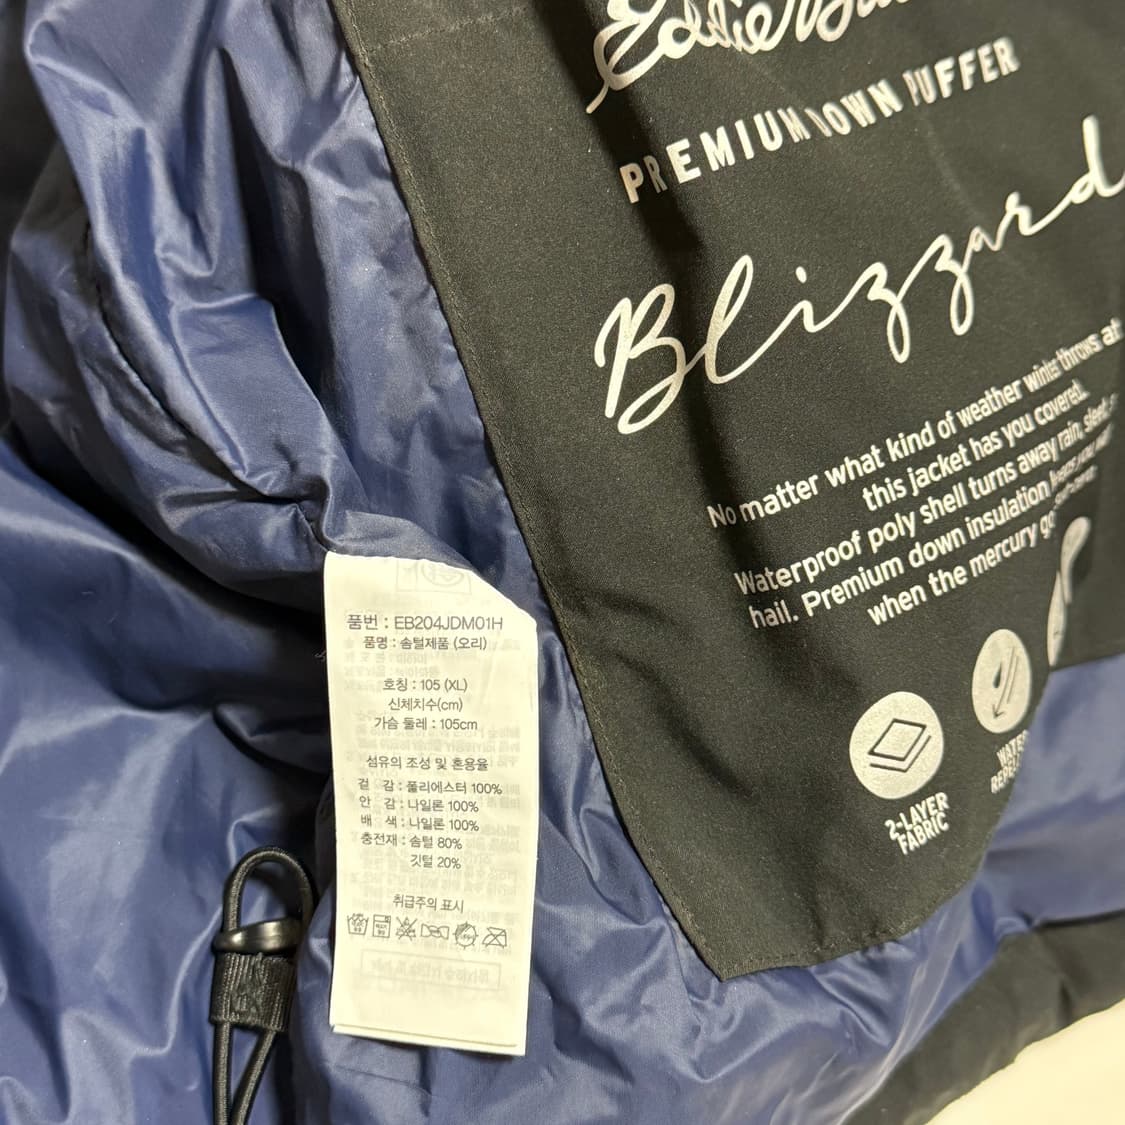 Eddie
PREMIUM DOWN PUFFER
Blizzard
No matter what kind of weather winter throws at
this jacket has you covered.
Waterproof poly shell turns away rain, sleet,
hail. Premium down insulation keeps you
when the mercury
2-LAYER
FABRIC
WATER
품번 : EB204JDM01H
품명 : 솜털제품 (오리)
호칭 : 105 (XL)
신체치수(cm)
가슴 둘레 : 105cm
섬유의 조성 및 혼용율
겉 감 : 폴리에스터 100%
안 감 : 나일론 100%
배 색 : 나일론 100%
충전재 : 솜털 80%
깃털 20%
취급주의 표시